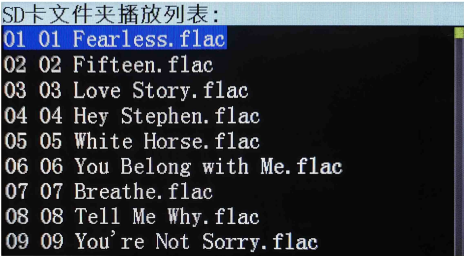 SD卡文件夹播放列表:
01 01 Fearless.flac
02 02 Fifteen.flac
03 03 Love Story.flac
04 04 Hey Stephen.flac
05 05 White Horse.flac
06 06 You Belong with Me.flac
07 07 Breathe.flac
08 08 Tell Me Why.flac
09 09 You're Not Sorry.flac